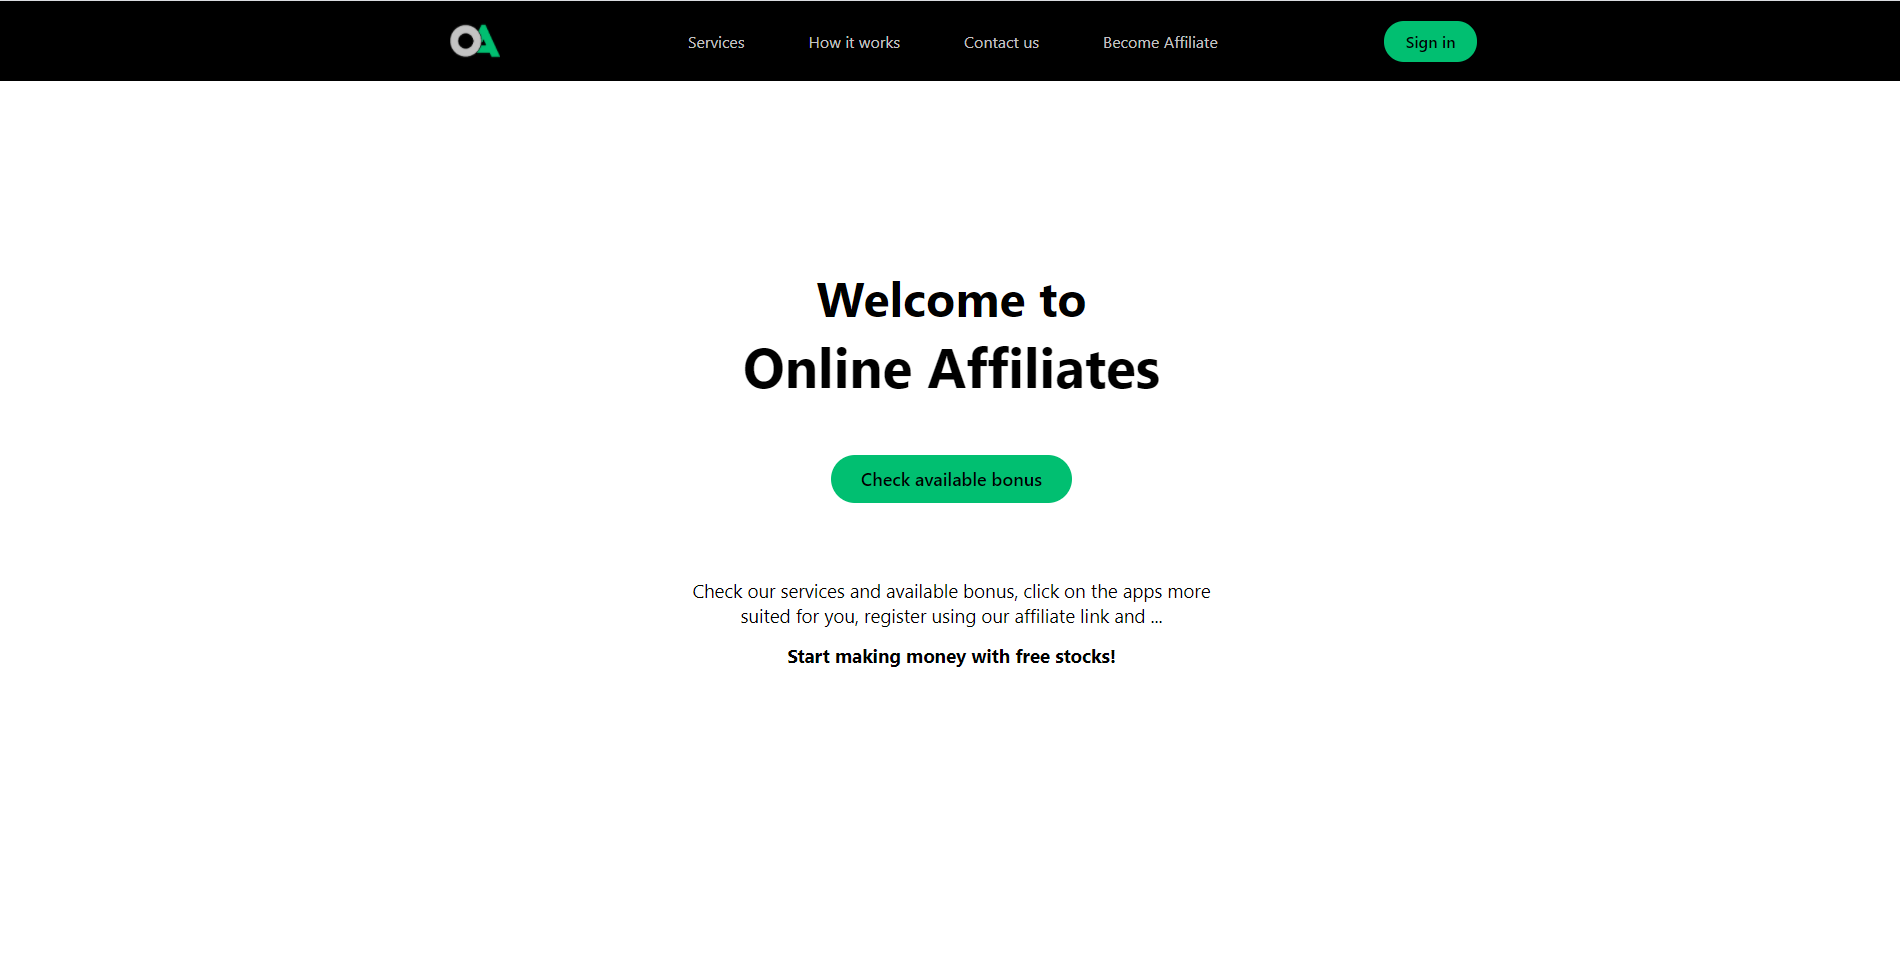 OA
Services
How it works
Contact us
Become Affiliate
Sign in
Welcome to
Online Affiliates
Check available bonus
Check our services and available bonus, click on the apps more
suited for you, register using our affiliate link and ...
Start making money with free stocks!